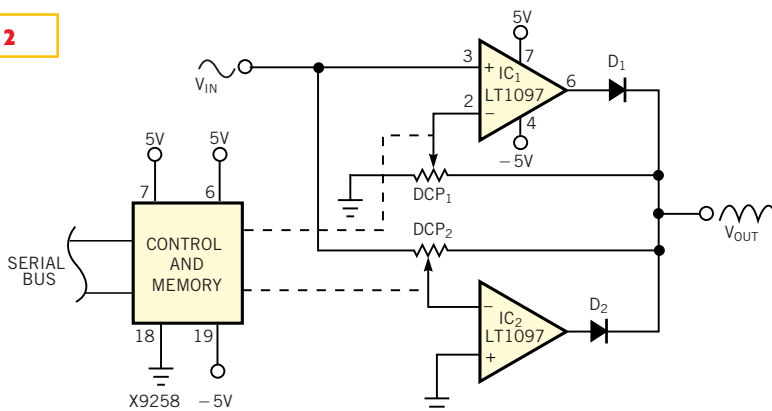 2
5V
7
3
+
IC1
LT1097
2
−
6
D1
4
−5V
VIN
5V
5V
7
6
DCP1
DCP2
VOUT
SERIAL
BUS
CONTROL
AND
MEMORY
−
IC2
LT1097
+
D2
18
19
X9258
−5V